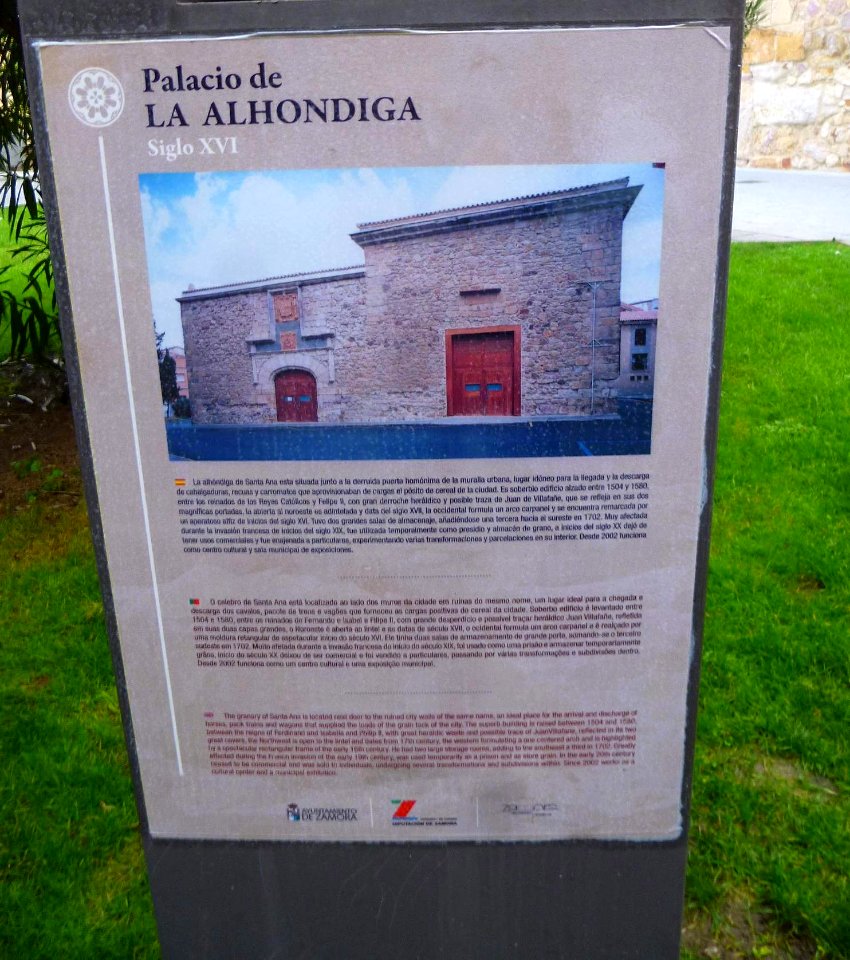 Palacio de
LA ALHONDIGA
Siglo XVI
La alhóndiga de Santa Ana esta situada junto a la derruida puerta homónima de la muralla urbana, lugar idóneo para la llegada y la descarga
de cabalgaduras, recuas y carromatos que aprovisionaban de cargas el pósito de cereal de la ciudad. Es soberbio edificio alzado entre 1504 y 1580,
entre los reinados de los Reyes Católicos y Felipe II, con gran derroche heráldico y posible traza de Juan de Villafañe, que se refleja en sus dos
magníficas portadas, la abierta al noroeste es adintelada y data del siglo XVII, la occidental formula un arco carpanel y se encuentra remarcada por
un aparatoso alfiz de inicios del siglo XVI. Tuvo dos grandes salas de almacenaje, añadiéndose una tercera hacia el sureste en 1702. Muy afectada
durante la invasión francesa de inicios del siglo XIX, fue utilizada temporalmente como presidio y almacén de grano, a inicios del siglo XX dejó de
tener usos comerciales y fue enajenada a particulares, experimentando varias transformaciones y parcelaciones en su interior. Desde 2002 funciona
como centro cultural y sala municipal de exposiciones.
O celebro de Santa Ana está localizado ao lado dos muros da cidade em ruínas do mesmo nome, um lugar ideal para a chegada e
descarga dos cavalos, pacote de trens e vagões que forneceu as cargas positivas do cereal da cidade. Soberbo edifício é levantado entre
1504 e 1580, entre os reinados do Fernando e Isabel a Filipe II, com grande desperdício e possível traçar heráldico Juan Villafañe, refletida
em suas duas capas grandes, o Noroeste é aberta ao lintel e as datas do século XVII, o ocidental formula um arco carpanel e é realçado por
uma moldura retangular de espetacular início do século XVI. Ele tinha duas salas de armazenamento de grande porte, somando-se o terceiro
sudoste en 1702. Muito afetada durante a invasão francesa do início do século XIX, foi usado como uma prisão e armazenar temporariamente
grãos, início do século XX deixou de ser comercial e foi vendido a particulares, passando por várias transformações e subdivisões dentro.
Desde 2002 funciona como um centro cultural e uma exposição municipal.
The granary of Santa Ana is located next door to the ruined city walls of the same name, an ideal place for the arrival and discharge of
horses, pack trains and wagons that supplied the loads of the grain tank of the city. The superb building is raised between 1504 and 1580,
between the reigns of Ferdinand and Isabella and Philip II, with great heraldic waste and possible trace of JuanVillafañe, reflected in its two
great covers, the Northwest is open to the lintel and dates from 17th century, the western formulating a one centered arch and is highlighted
by a spectacular rectangular frame of the early 16th century. He had two large storage rooms, adding to the southeast a third in 1702. Greatly
affected during the French invasion of the early 19th century, was used temporarily as a prison and as store grain. In the early 20th century
ceased to be commercial and was sold to individuals, undergoing several transformations and subdivisions within. Since 2002 works as a
cultural center and a municipal exhibition.
AYUNTAMIENTO
DE ZAMORA
DIPUTACIÓN DE ZAMORA
zamora